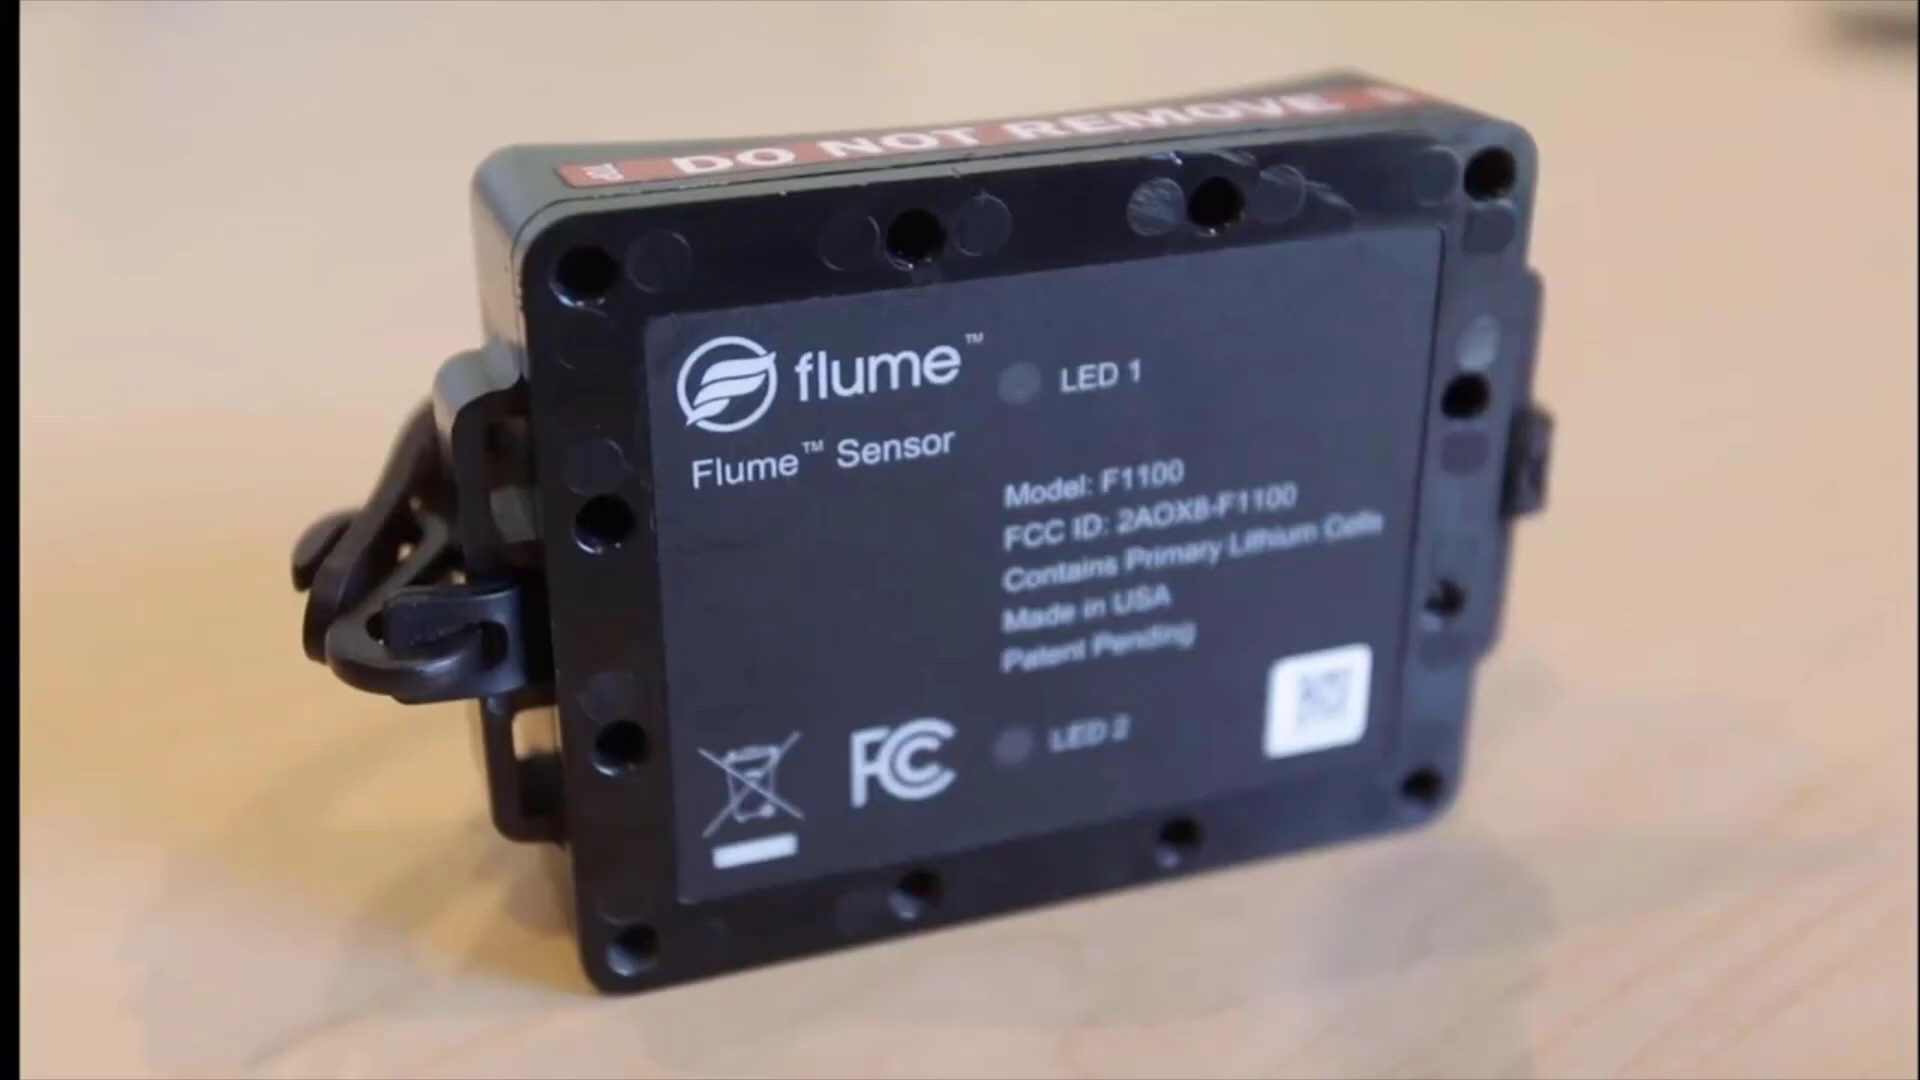 TOP DO NOT REMOVE
flume™
LED 1
Flume™ Sensor
Model: F1100
FCC ID: 2AOX8-F1100
Contains Primary Lithium Cells
Made in USA
Patent Pending
FC
LED 2